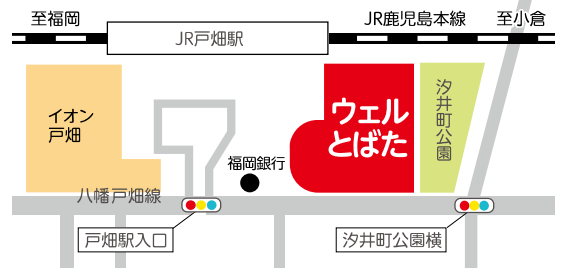 至福岡
JR鹿児島本線
至小倉
JR戸畑駅
イオン
戸畑
ウェル
とばた
汐井町公園
福岡銀行
八幡戸畑線
戸畑駅入口
汐井町公園横